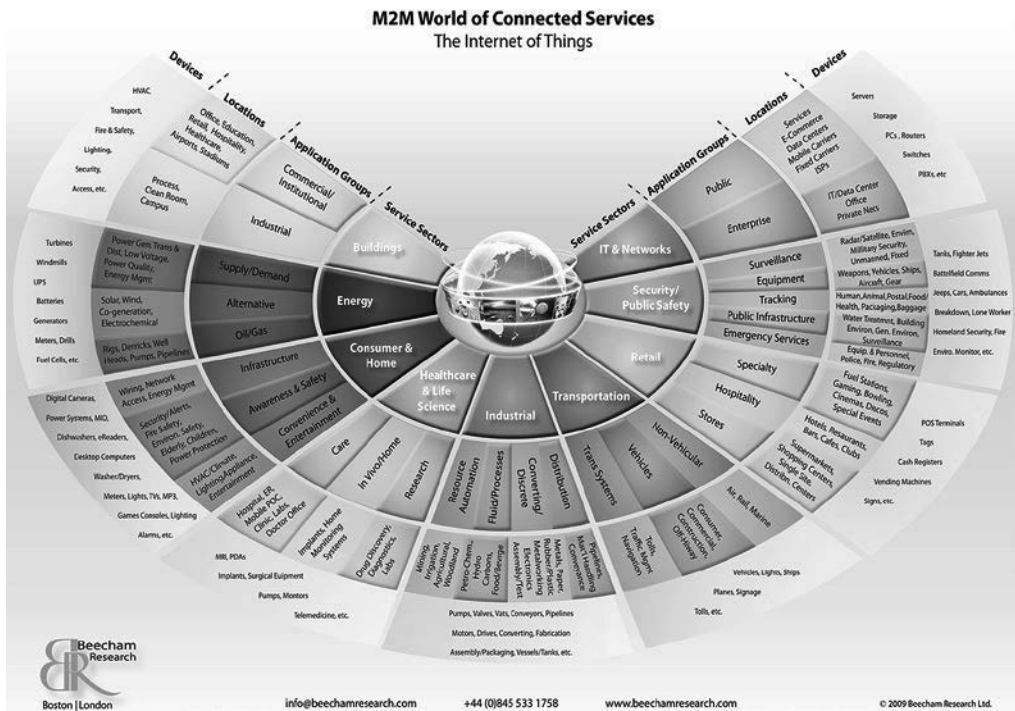 M2M World of Connected Services
The Internet of Things
Devices
Locations
Application Groups
Service Sectors
Service Sectors
Application Groups
Locations
Devices
HVAC,
Transport,
Fire & Safety,
Lighting,
Security,
Access, etc.
Office, Education,
Retail, Hospitality,
Healthcare,
Airports, Stadiums
Process,
Clean Room,
Campus
Commercial/
Institutional
Industrial
Buildings
Turbines
Windmills
UPS
Batteries
Generators
Meters, Drills
Fuel Cells, etc.
Power Gen, Trans &
Dist, Low Voltage,
Power Quality,
Energy Mgmt
Solar, Wind,
Co-generation,
Electrochemical
Rigs, Derricks, Well
Heads, Pumps, Pipelines
Supply/Demand
Alternative
Oil/Gas
Energy
Digital Cameras,
Power Systems, MID,
Dishwashers, eReaders,
Desktop Computers
Washer/Dryers,
Meters, Lights, TVs, MP3,
Games Consoles, Lighting
Alarms, etc.
Wiring, Network
Access, Energy Mgmt
Security/Alerts,
Fire Safety,
Environ. Safety,
Elderly, Children,
Power Protection
HVAC/Climate,
Lighting,Appliance,
Entertainment
Infrastructure
Awareness & Safety
Convenience &
Entertainment
Consumer &
Home
MRI, PDAs
Implants, Surgical Euipment
Pumps, Montors
Telemedicine, etc.
Hospital, ER,
Mobile POC,
Clinic, Labs,
Doctor Office
Implants, Home
Monitoring
Systems
Drug Discovery,
Diagnostics,
Labs
Care
In Vivo/Home
Research
Healthcare
& Life
Science
Industrial
Resource
Automation
Fluid/Processes
Converting/
Discrete
Distribution
Mining,
Irrigation,
Agricultural,
Woodland
Petro-Chem.,
Hydro
Carbons,
Food/Beverge
Metals, Paper,
Rubber/Plastic
Metalworking
Electronics
Assembly/Test
Pipelines,
Mat'l Handling
Conveyance
Pumps, Valves, Vats, Conveyors, Pipelines
Motors, Drives, Converting, Fabrication
Assembly/Packaging, Vessels/Tanks, etc.
Transportation
Trans Systems
Vehicles
Non-Vehicular
Tolls,
Traffic Mgmt
Navigation
Consumer,
Commercial,
Construction,
Off-Hiway
Air, Rail, Marine
Vehicles, Lights, Ships
Planes, Signage
Tolls, etc.
Retail
Specialty
Hospitality
Stores
Fuel Stations,
Gaming, Bowling,
Cinemas, Discos,
Special Events
Hotels. Restaurants,
Bars, Cafes, Clubs
Supermarkets,
Shopping Centers,
Single Site,
Distribn. Centers
POS Terminals
Tags
Cash Registers
Vending Machines
Signs, etc.
Security/
Public Safety
Surveillance
Equipment
Tracking
Public Infrastructure
Emergency Services
Radar/Satellite, Envirn,
Military Security,
Unmanned, Fixed
Weapons, Vehicles, Ships,
Aircraft, Gear
Human,Animal,Postal,Food/
Health, Packaging,Baggage
Water Treatmnt, Building
Environ, Gen. Environ,
Surveillance
Equip. & Personnel,
Police, Fire, Regulatory
Tanks, Fighter Jets
Battelfield Comms
Jeeps, Cars, Ambulances
Breakdown, Lone Worker
Homeland Security, Fire
Enviro. Monitor, etc.
IT & Networks
Public
Enterprise
Services
E-Commerce
Data Centers
Mobile Carriers
Fixed Carriers
ISPs
IT/Data Center
Office
Private Necs
Servers
Storage
PCs , Routers
Switches
PBXs, etc
Beecham
Research
Boston | London
info@beechamresearch.com
+44 (0)845 533 1758
www.beechamresearch.com
© 2009 Beecham Research Ltd.